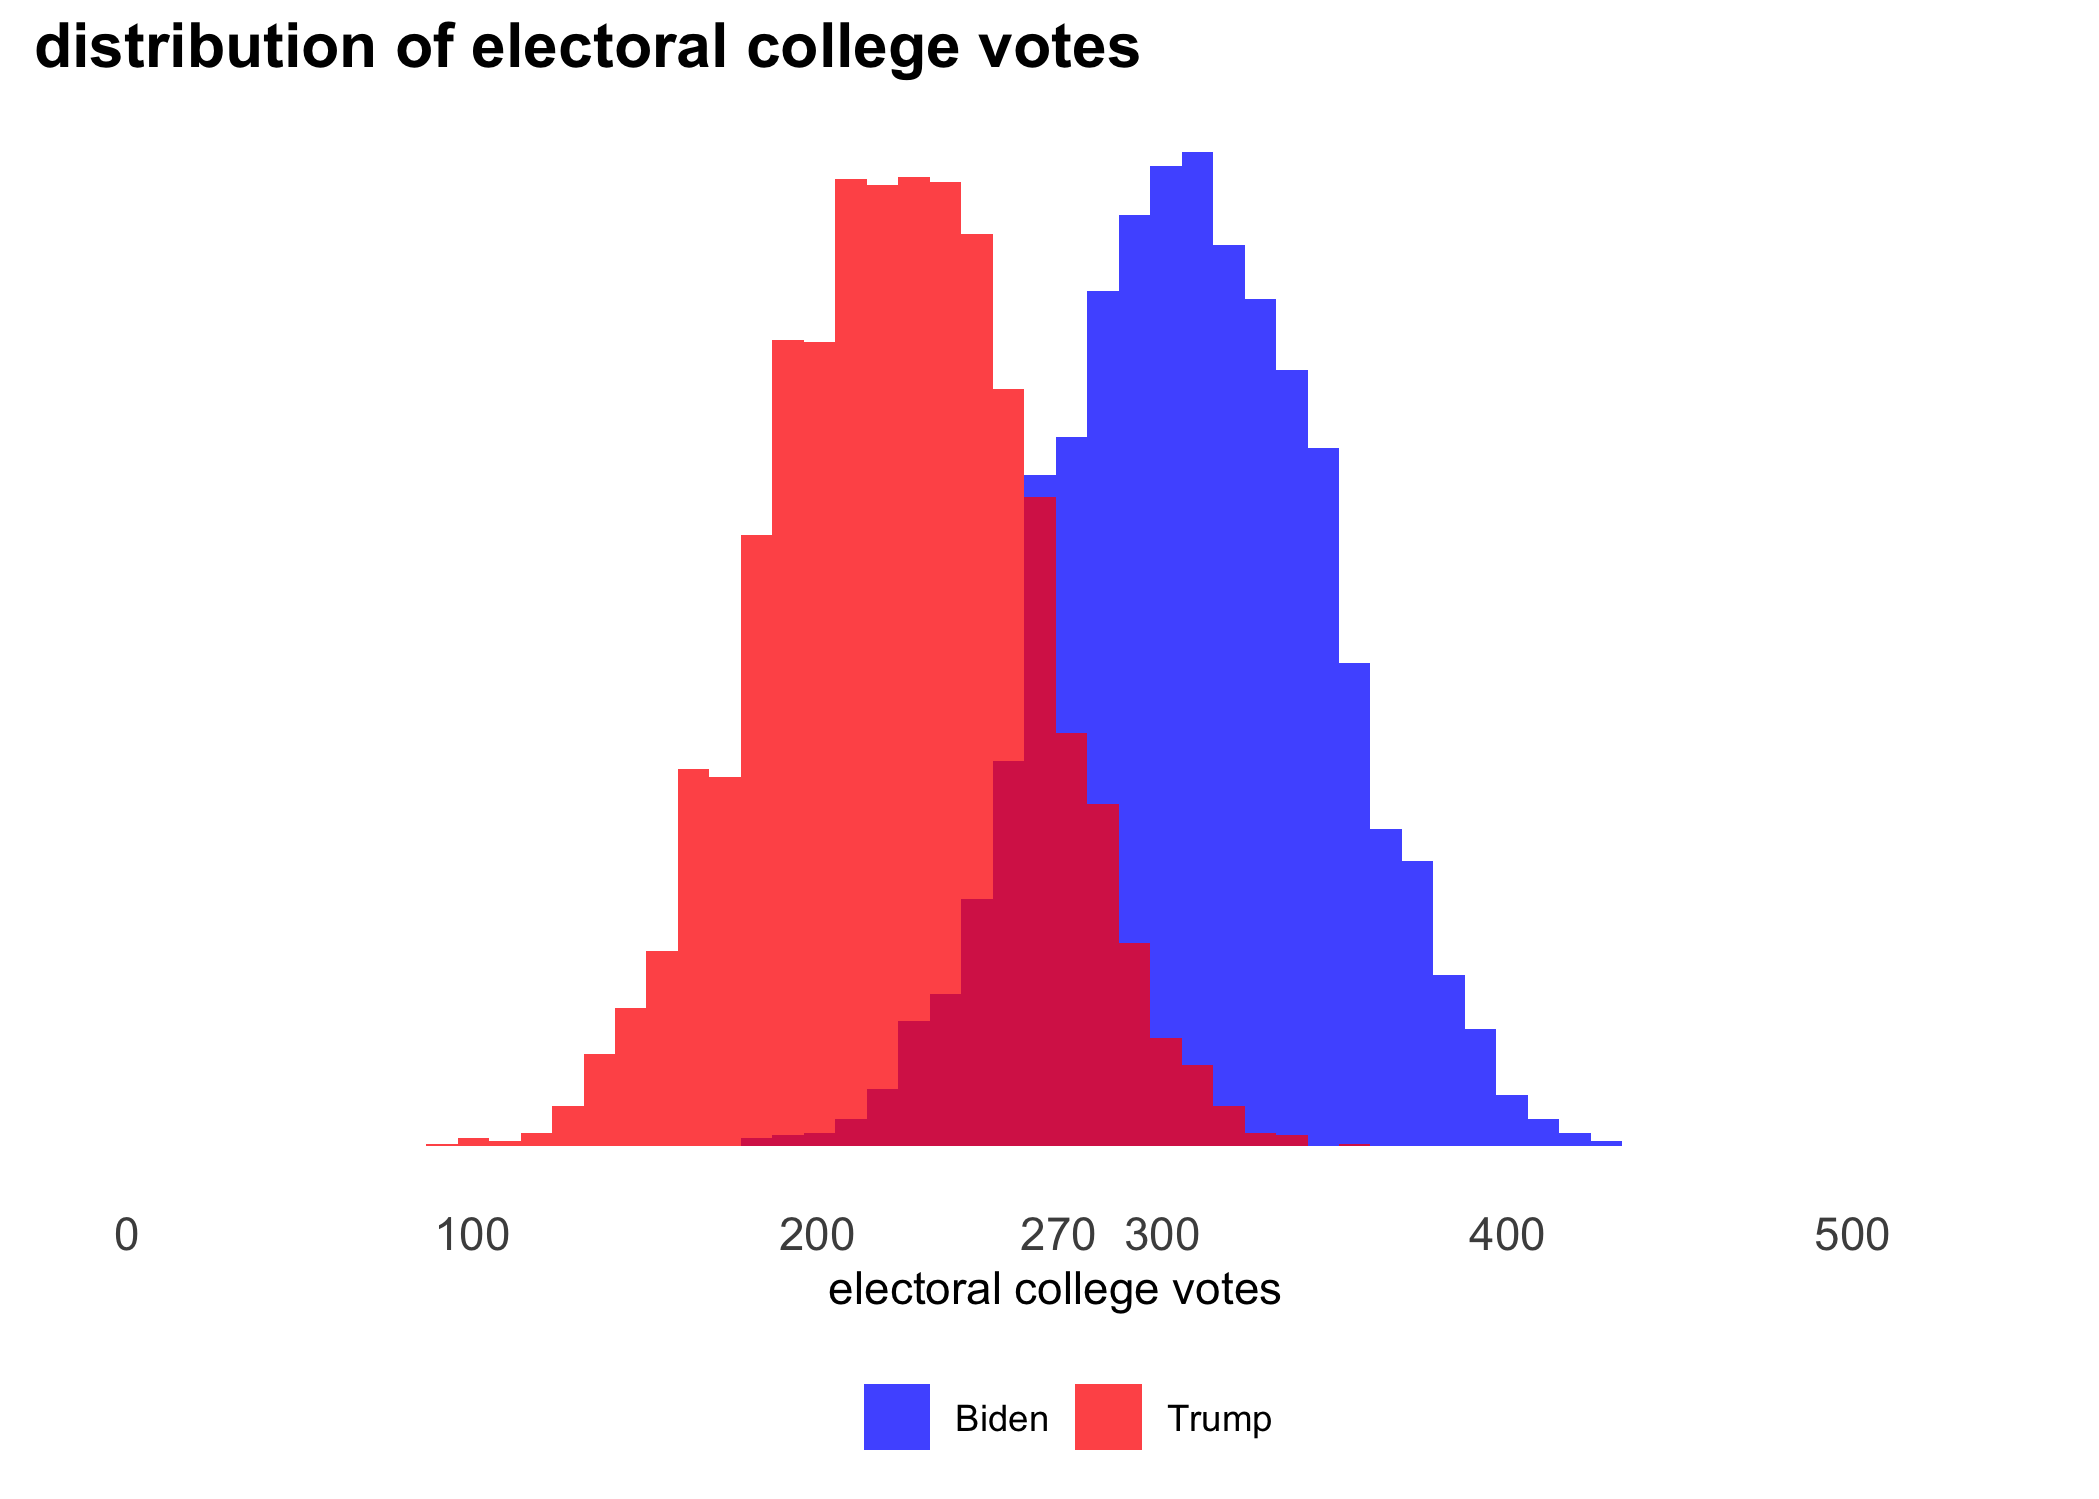 distribution of electoral college votes
0 100 200 270 300 400 500
electoral college votes
Biden Trump